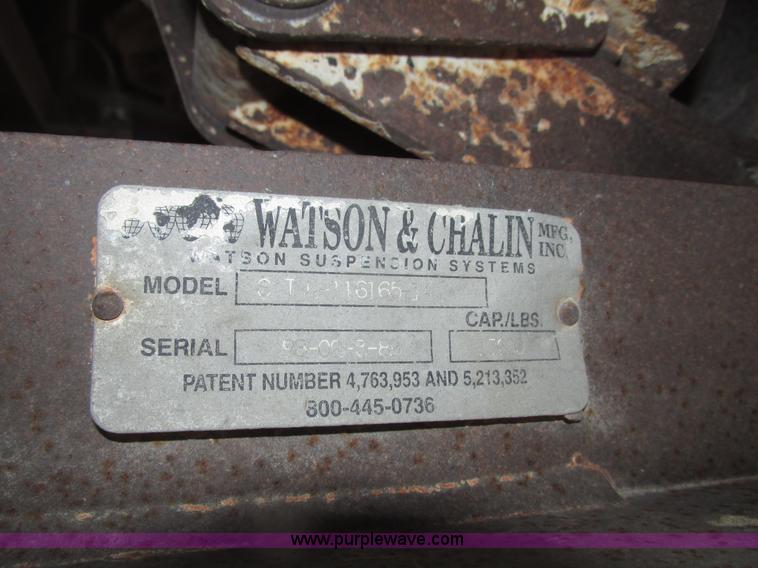 WATSON & CHALIN MFG. INC.
WATSON SUSPENSION SYSTEMS
MODEL
CAP./LBS.
SERIAL
PATENT NUMBER 4,763,953 AND 5,213,352
800-445-0736
www.purplewave.com